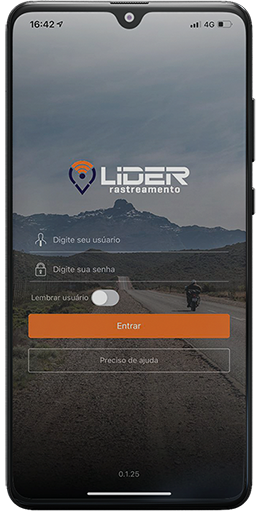 16:42
4G
LiDER
rastreamento
Digite seu usúario
Digite sua senha
Lembrar usuário
Entrar
Preciso de ajuda
0.1.25